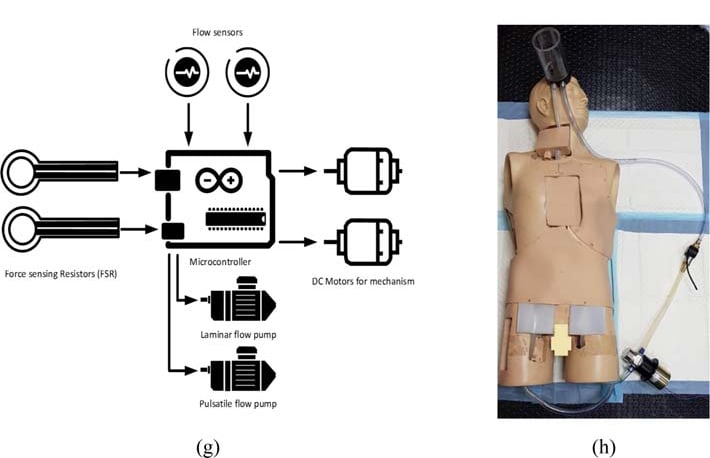 Flow sensors
Force sensing Resistors (FSR)
Microcontroller
DC Motors for mechanism
Laminar flow pump
Pulsatile flow pump
(g)
(h)